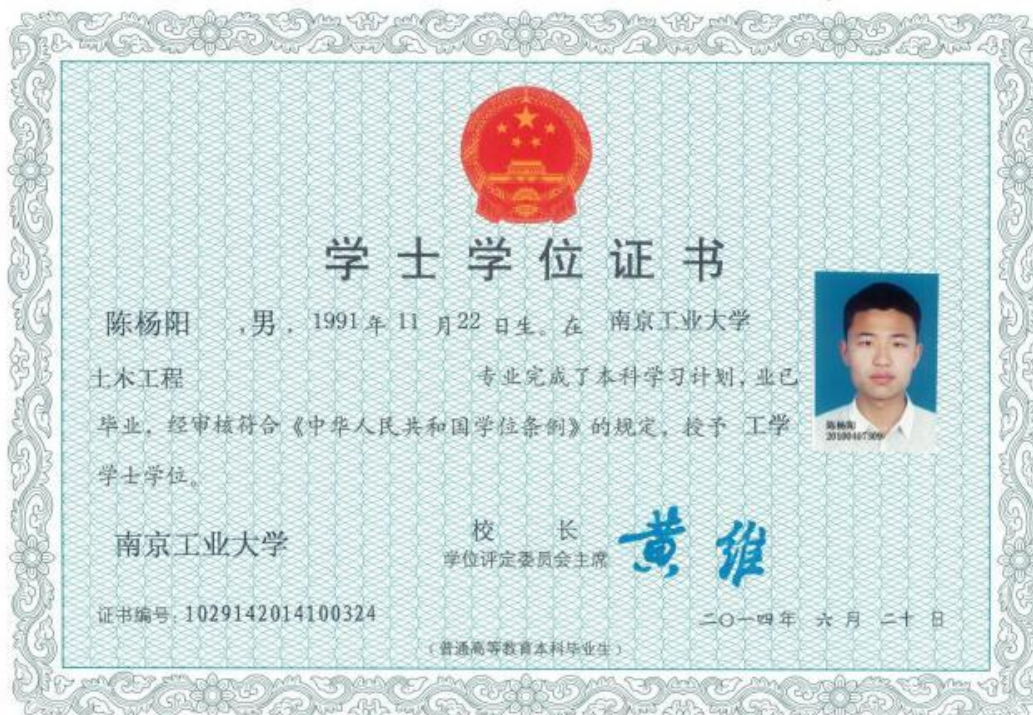 学士学位证书
陈杨阳 ,男, 1991年 11 月 22 日生。在 南京工业大学
土木工程 专业完成了本科学习计划,业已
毕业,经审核符合《中华人民共和国学位条例》的规定,授予 工学
学士学位。
陈杨阳
南京工业大学
校 长
学位评定委员会主席
黄维
证书编号:1029142014100324
二〇一四年 六月 二十 日
(普通高等教育本科毕业生)